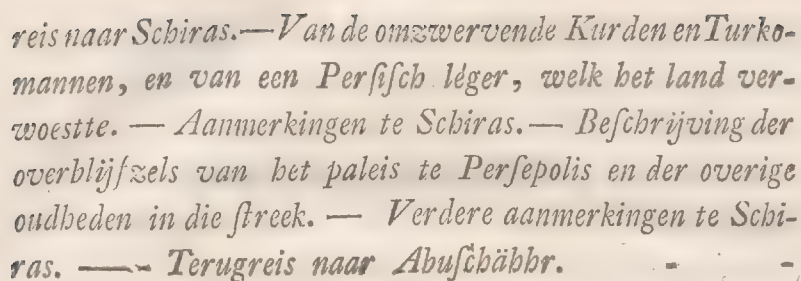 reis naar Schiras.—Van de omzwervende Kurden en Turko-
mannen, en van een Perſiſch léger, welk het land ver-
woestte. — Aanmerkingen te Schiras.— Beſchrijving der
overblijfzels van het paleis te Perſepolis en der overige
oudheden in die ſtreek. — Verdere aanmerkingen te Schi-
ras. —— Terugreis naar Abuſchähhr. - -